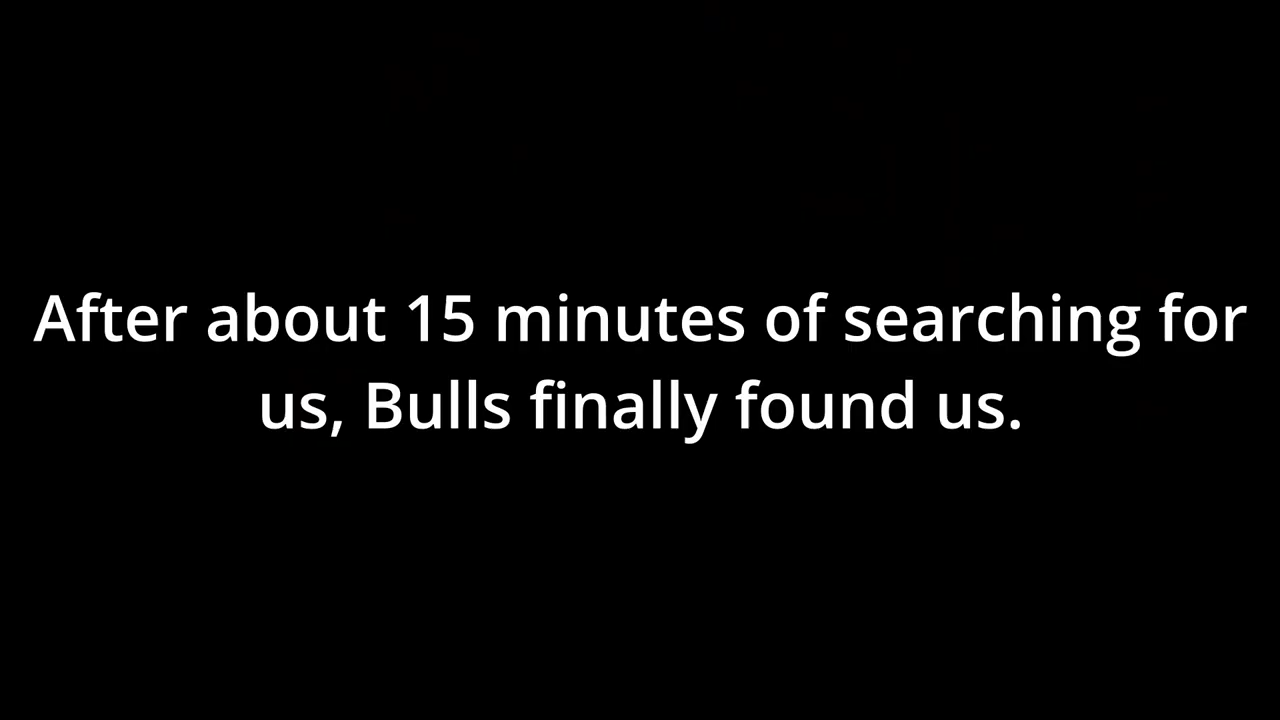 After about 15 minutes of searching for
us, Bulls finally found us.